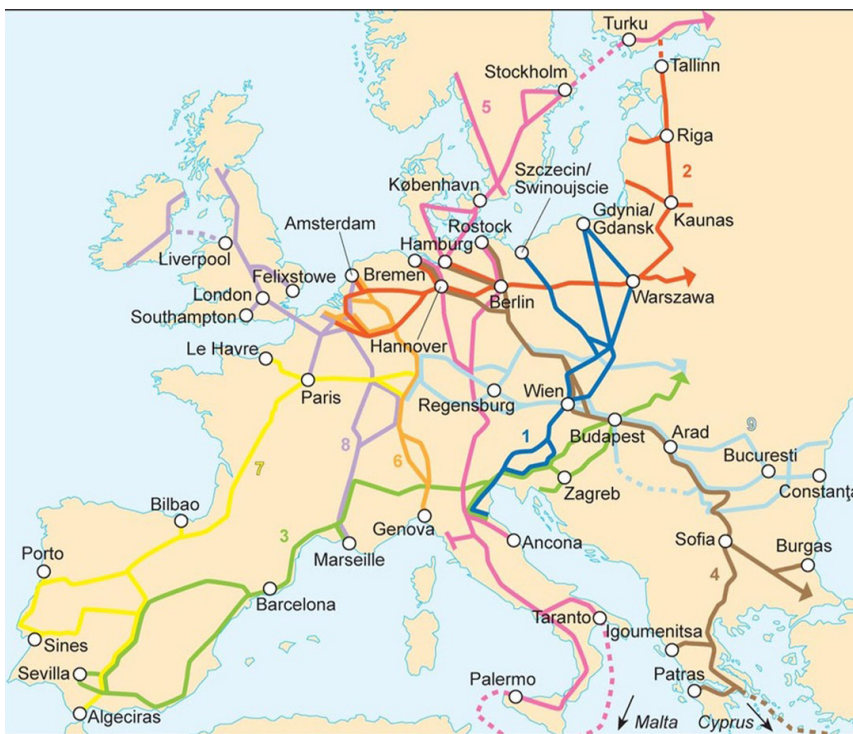 Turku
Stockholm
Tallinn
5
Riga
Szczecin/
Swinoujscie
2
København
Gdynia/
Gdansk
Kaunas
Rostock
Amsterdam
Hamburg
Liverpool
Felixstowe
Bremen
London
Berlin
Warszawa
Southampton
Hannover
Le Havre
Paris
Regensburg
Wien
8
1
Budapest
Arad
9
7
6
Bucuresti
Zagreb
Constanţa
Bilbao
Genova
3
Marseille
Ancona
Sofia
Burgas
Porto
4
Barcelona
Taranto
Igoumenitsa
Sines
Sevilla
Palermo
Patras
Algeciras
Malta
Cyprus